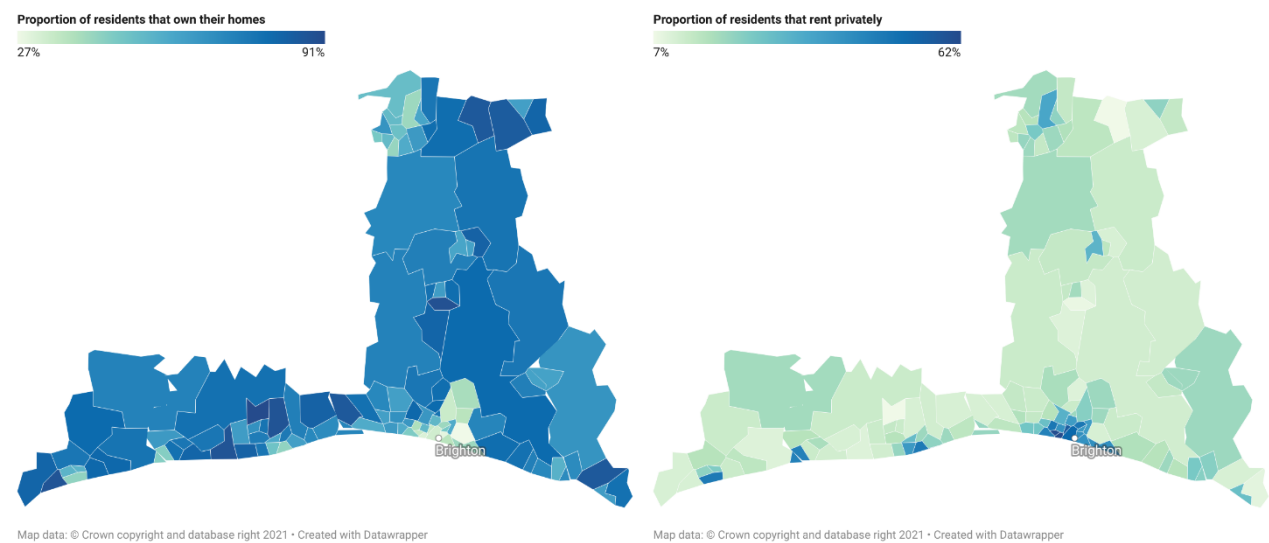 Proportion of residents that own their homes
27% 91%
Brighton
Map data: © Crown copyright and database right 2021 • Created with Datawrapper
Proportion of residents that rent privately
7% 62%
Brighton
Map data: © Crown copyright and database right 2021 • Created with Datawrapper